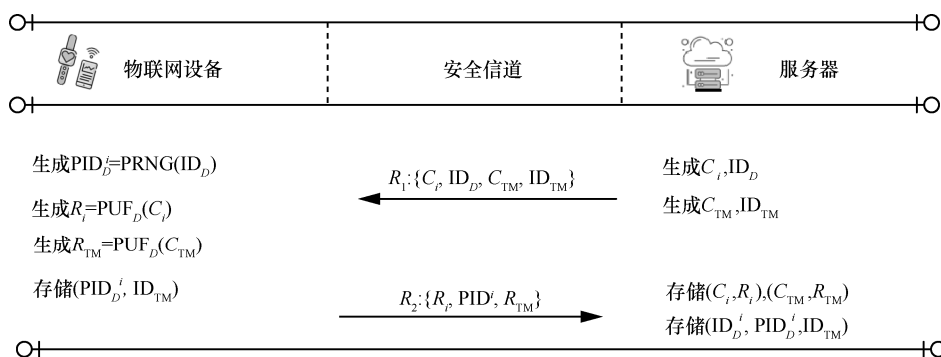 物联网设备 安全信道 服务器
生成PID_D^i=PRNG(ID_D)
生成R_i=PUF_D(C_i)
生成R_TM=PUF_D(C_TM)
存储(PID_D^i, ID_TM)
R_1:{C_i, ID_D, C_TM, ID_TM}
R_2:{R_i, PID^i, R_TM}
生成C_i,ID_D
生成C_TM,ID_TM
存储(C_i,R_i),(C_TM,R_TM)
存储(ID_D^i, PID_D^i,ID_TM)